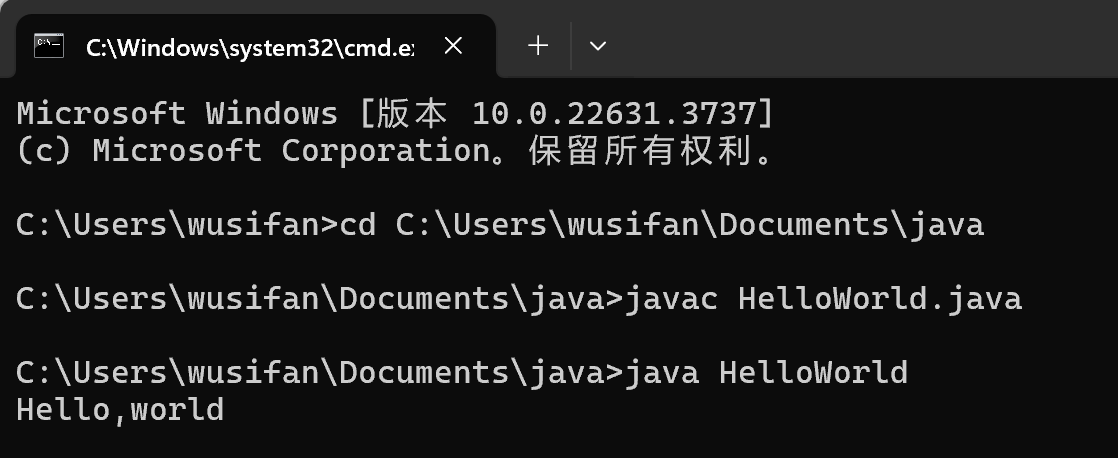 C:\Windows\system32\cmd.e
Microsoft Windows [版本 10.0.22631.3737]
(c) Microsoft Corporation。保留所有权利。
C:\Users\wusifan>cd C:\Users\wusifan\Documents\java
C:\Users\wusifan\Documents\java>javac HelloWorld.java
C:\Users\wusifan\Documents\java>java HelloWorld
Hello,world